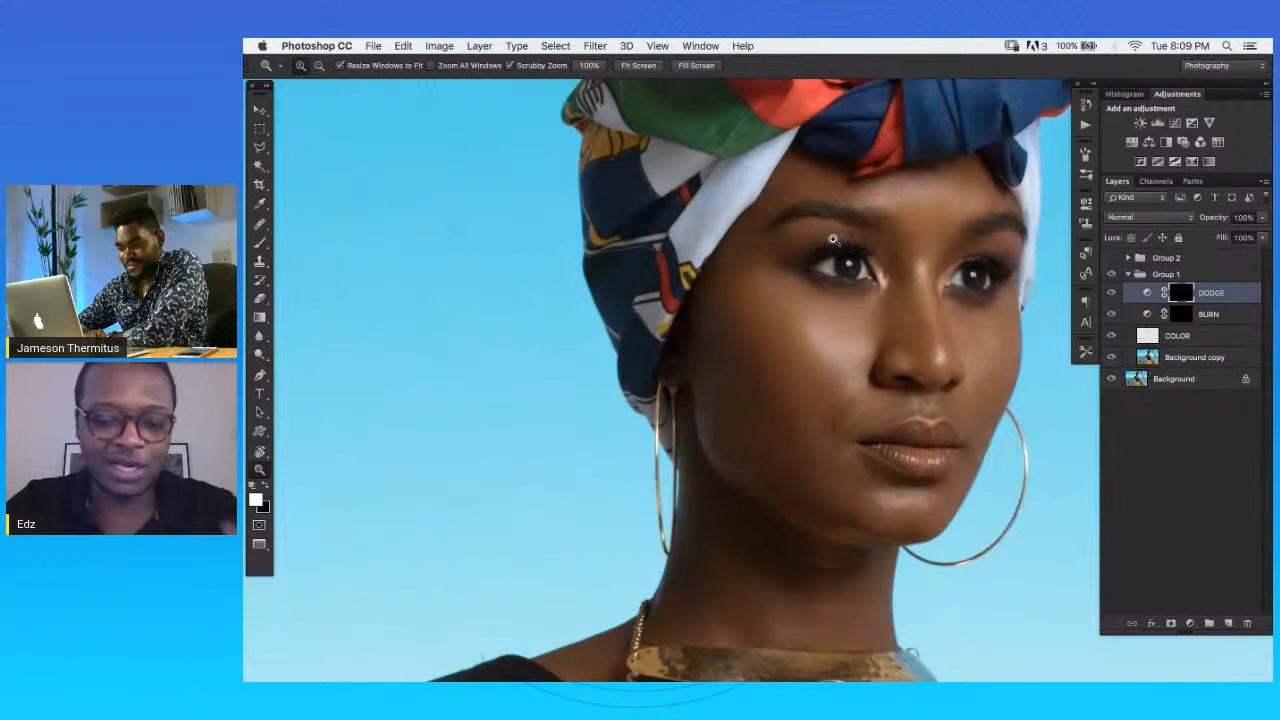 Photoshop CC File Edit Image Layer Type Select Filter 3D View Window Help 3 100% Tue 8:09 PM
Resize Windows to Fit Zoom All Windows Scrubby Zoom 100% Fit Screen Fill Screen Photography
Histogram Adjustments
Add an adjustment
Layers Channels Paths
Kind
Normal Opacity: 100%
Lock: Fill: 100%
Group 2
Group 1
DODGE
BURN
COLOR
Background copy
Background
Jameson Thermitus
Edz